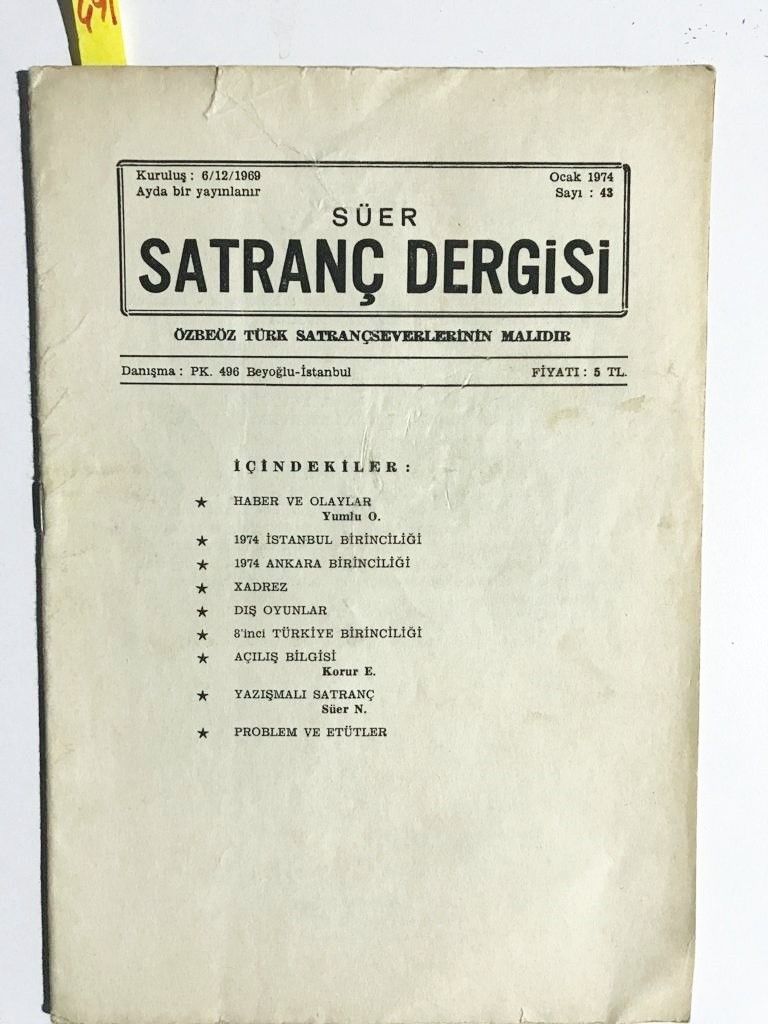 491
Kuruluş : 6/12/1969
Ayda bir yayınlanır
Ocak 1974
Sayı : 43
SÜER
SATRANÇ DERGİSİ
ÖZBEÖZ TÜRK SATRANÇSEVERLERİNİN MALIDIR
Danışma : PK. 496 Beyoğlu-İstanbul
FİYATI : 5 TL.
İÇİNDEKİLER :
★ HABER VE OLAYLAR
Yumlu O.
★ 1974 İSTANBUL BİRİNCİLİĞİ
★ 1974 ANKARA BİRİNCİLİĞİ
★ XADREZ
★ DIŞ OYUNLAR
★ 8'inci TÜRKİYE BİRİNCİLİĞİ
★ AÇILIŞ BİLGİSİ
Korur E.
★ YAZIŞMALI SATRANÇ
Süer N.
★ PROBLEM VE ETÜTLER